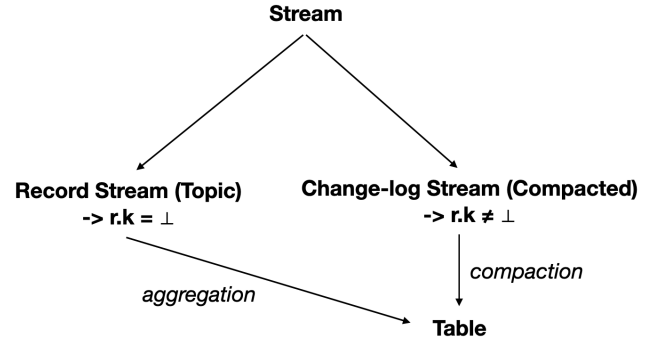 Stream
Record Stream (Topic)
-> r.k = ⊥
Change-log Stream (Compacted)
-> r.k ≠ ⊥
compaction
aggregation
Table